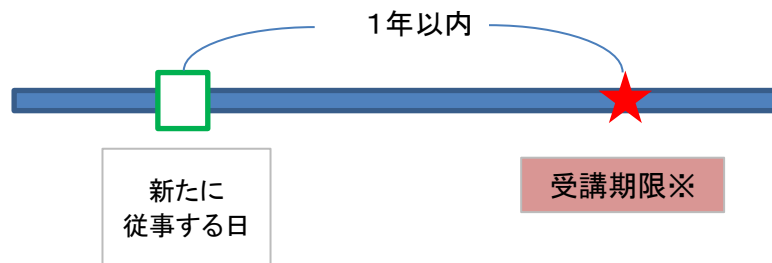 1年以内
新たに
従事する日
受講期限※